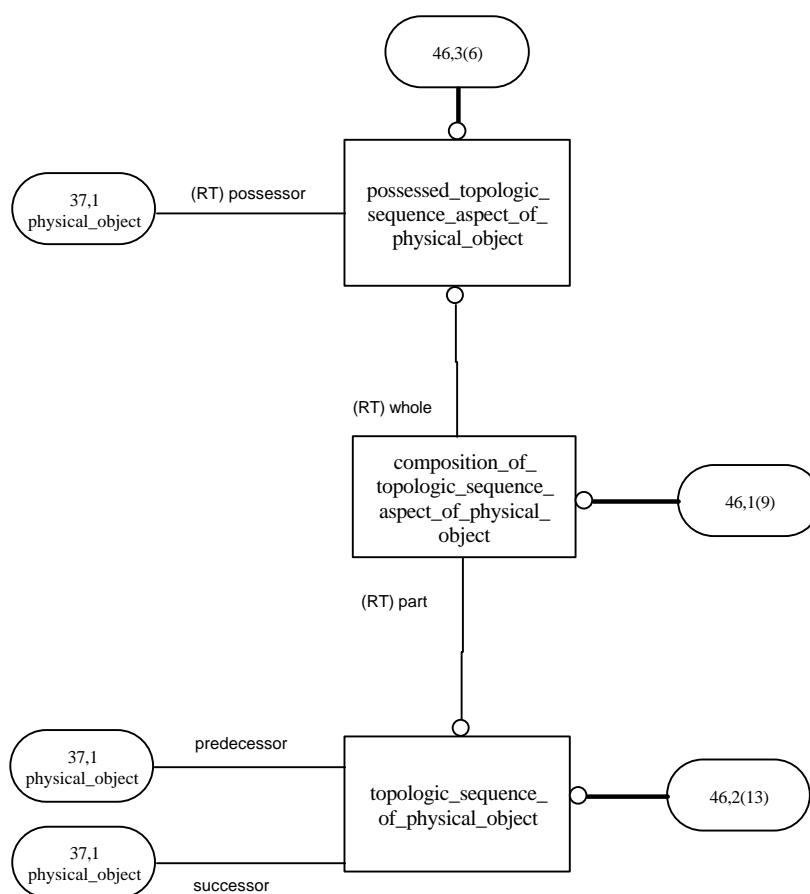 46,3(6)
(RT) possessor
37,1
physical_object
possessed_topologic_
sequence_aspect_of_
physical_object
(RT) whole
composition_of_
topologic_sequence_
aspect_of_physical_
object
46,1(9)
(RT) part
predecessor
37,1
physical_object
topologic_sequence_
of_physical_object
46,2(13)
37,1
physical_object
successor